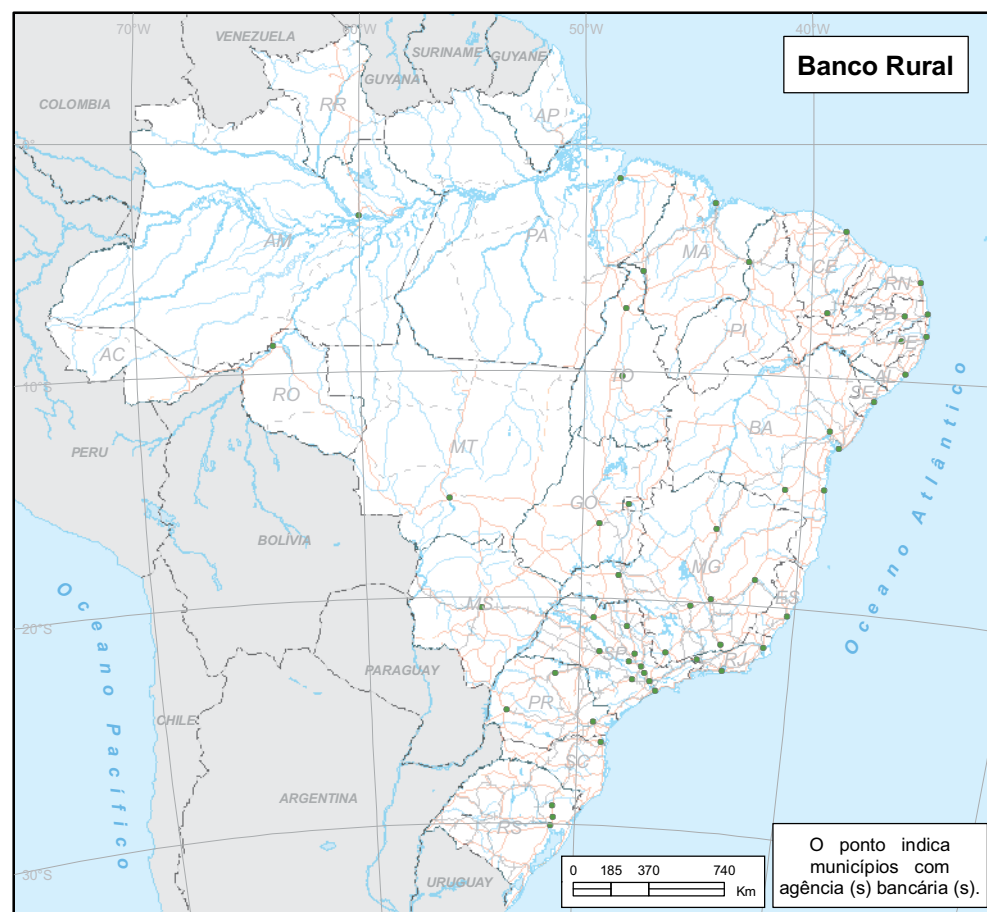 70°W
60°W
50°W
40°W
VENEZUELA
SURINAME
GUYANE
GUYANA
COLOMBIA
Banco Rural
RR
AP
0°
AM
PA
MA
CE
RN
PB
PI
PE
AC
AL
TO
SE
10°S
RO
BA
MT
PERU
GO
BOLÍVIA
MG
ES
MS
20°S
SP
RJ
PARAGUAY
PR
CHILE
SC
ARGENTINA
RS
URUGUAY
30°S
Oceano Pacífico
Oceano Atlântico
0 185 370 740
Km
O ponto indica
municípios com
agência (s) bancária (s).